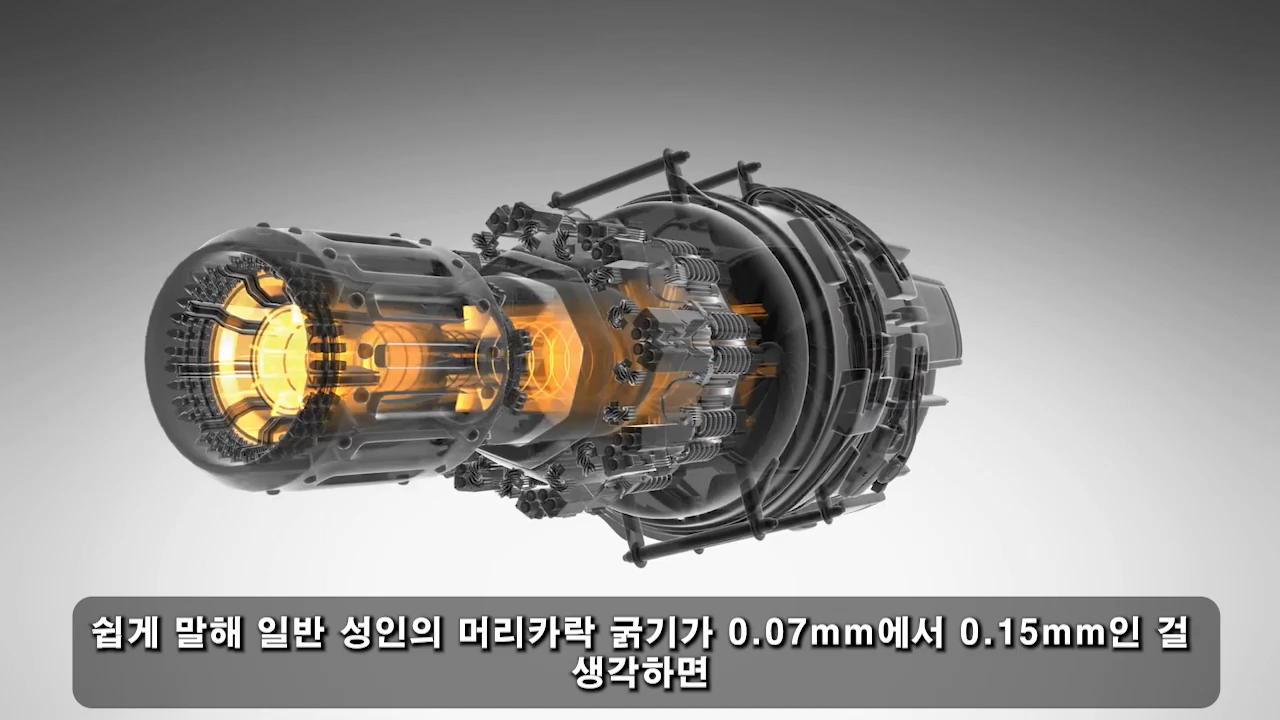 쉽게 말해 일반 성인의 머리카락 굵기가 0.07mm에서 0.15mm인 걸
생각하면